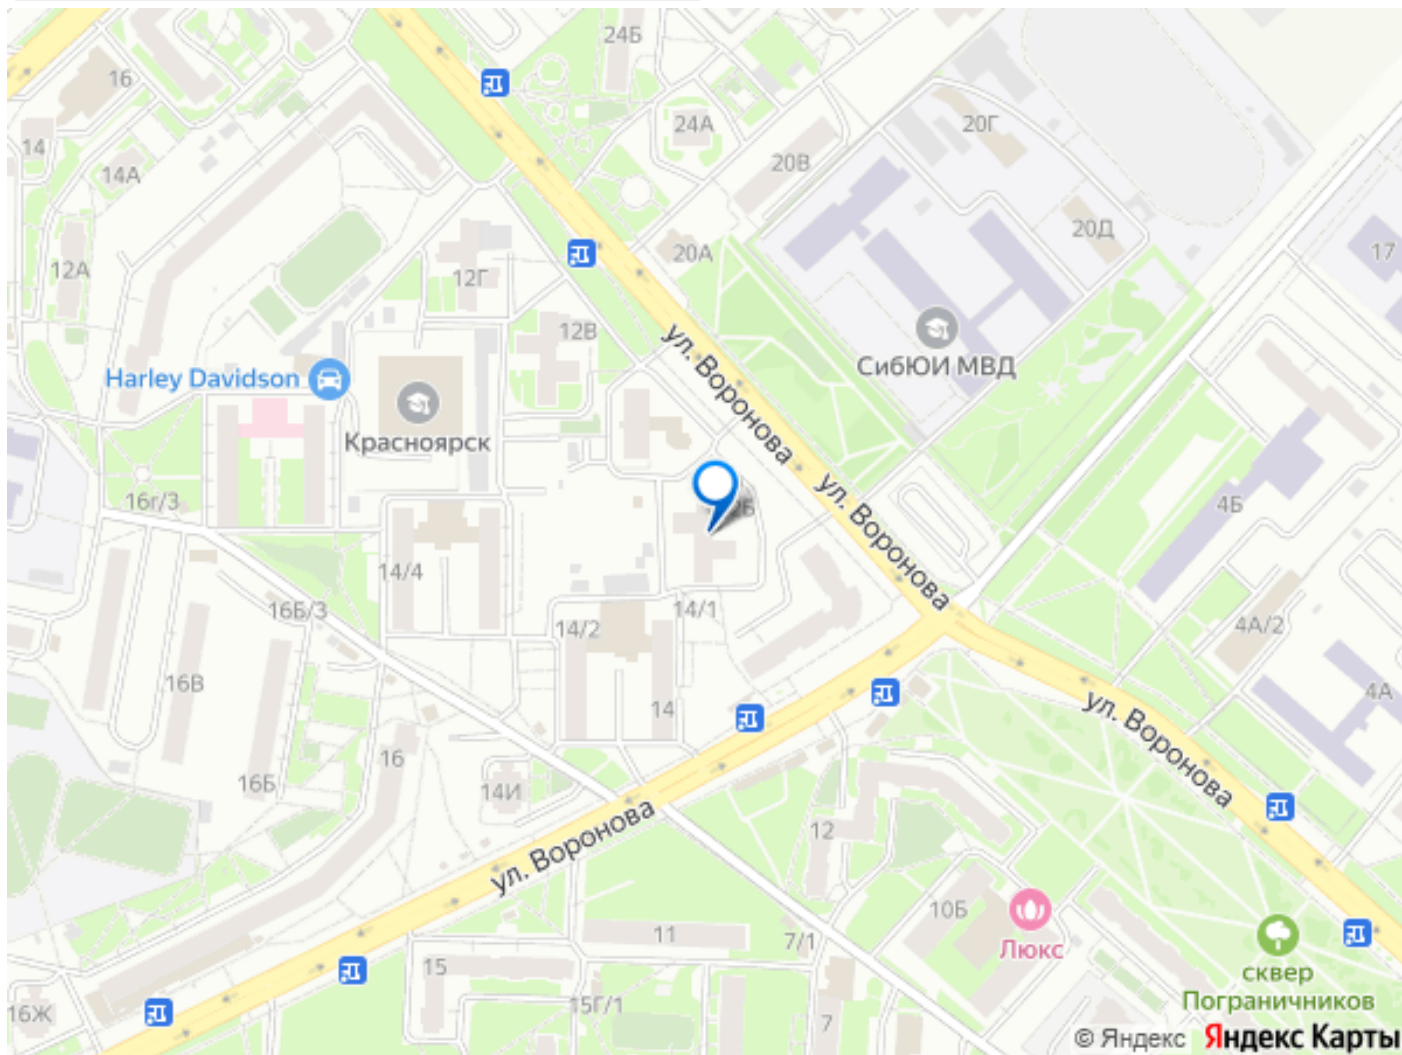 24Б
16
24А
20Г
14
20В
14А
20Д
20А
17
12А
12Г
12В
ул. Воронова
СибЮИ МВД
Harley Davidson
Красноярск
16г/3
ул. Воронова
4Б
14/4
16Б/3
14/1
14/2
4А/2
16В
14
4А
ул. Воронова
16
16Б
14И
12
ул. Воронова
10Б
11
7/1
Люкс
15
сквер
Пограничников
15Г/1
16Ж
7
© Яндекс Яндекс Карты